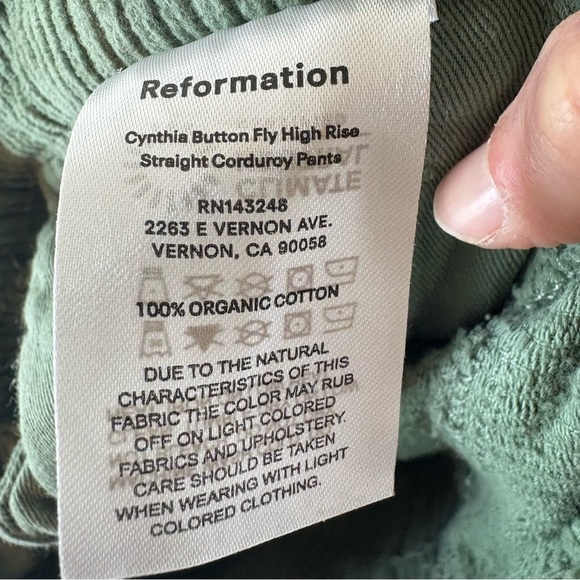 Reformation
Cynthia Button Fly High Rise
Straight Corduroy Pants
CLIMATE
RN143248
2263 E VERNON AVE.
VERNON, CA 90058
100% ORGANIC COTTON
DUE TO THE NATURAL
CHARACTERISTICS OF THIS
FABRIC THE COLOR MAY RUB
OFF ON LIGHT COLORED
FABRICS AND UPHOLSTERY.
CARE SHOULD BE TAKEN
WHEN WEARING WITH LIGHT
COLORED CLOTHING.